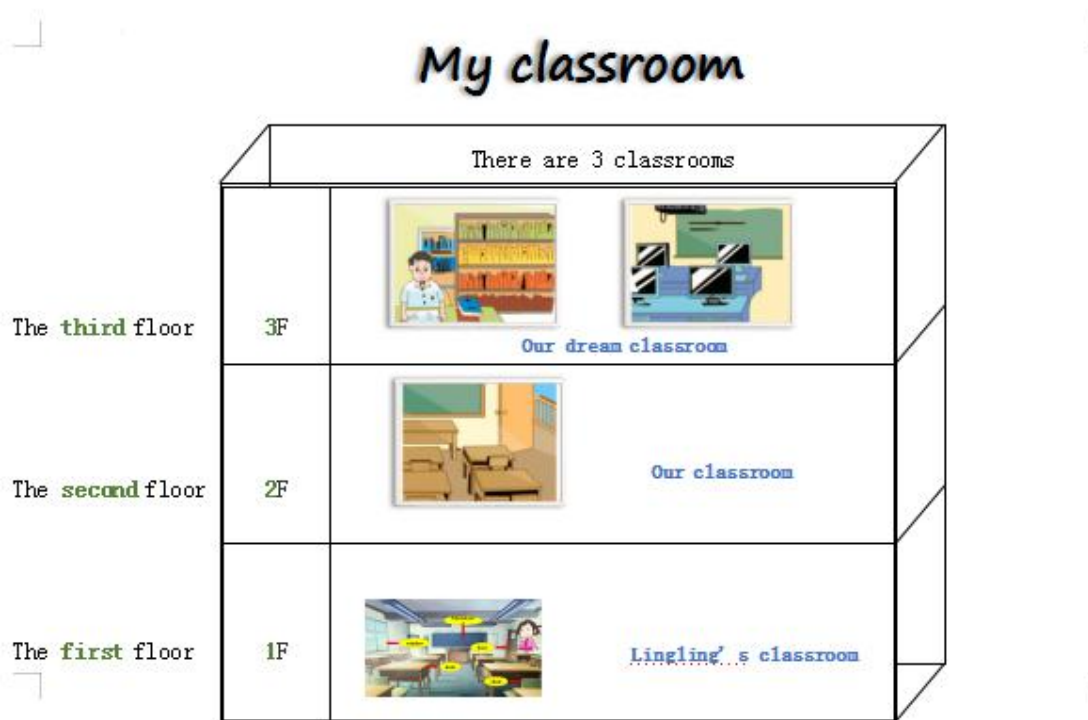 My classroom
There are 3 classrooms
The third floor
3F
Our dream classroom
The second floor
2F
Our classroom
The first floor
1F
Lingling's classroom